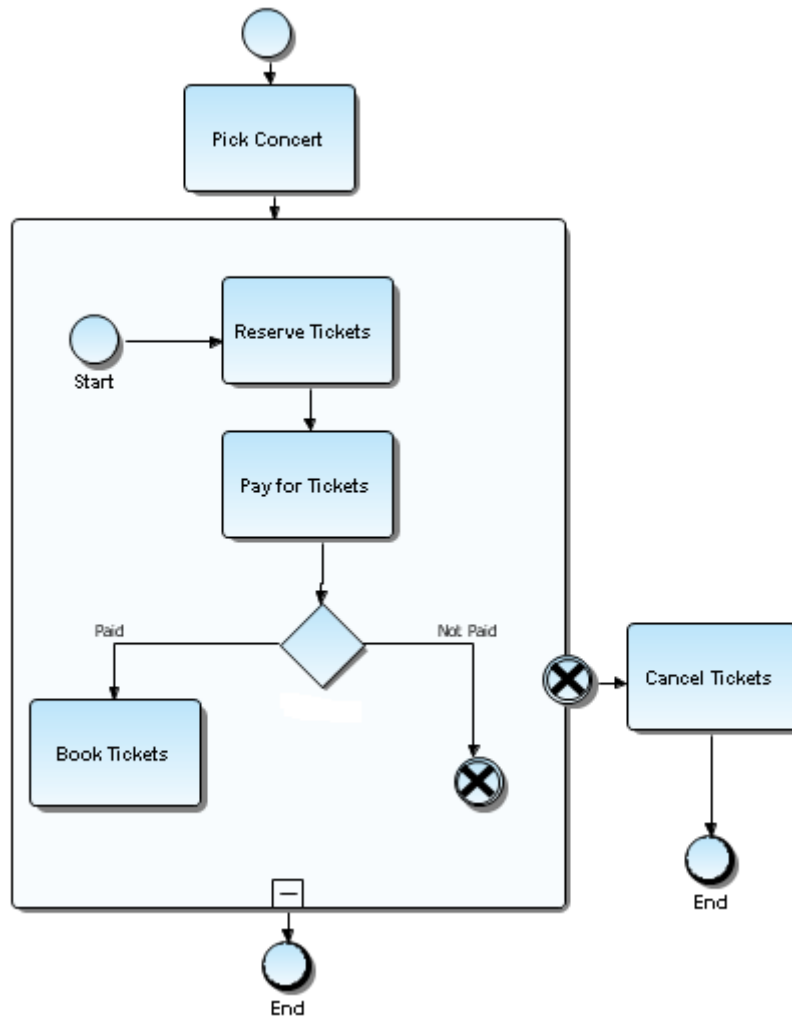 Pick Concert
Reserve Tickets
Start
Pay for Tickets
Paid
Not Paid
Cancel Tickets
Book Tickets
End
End